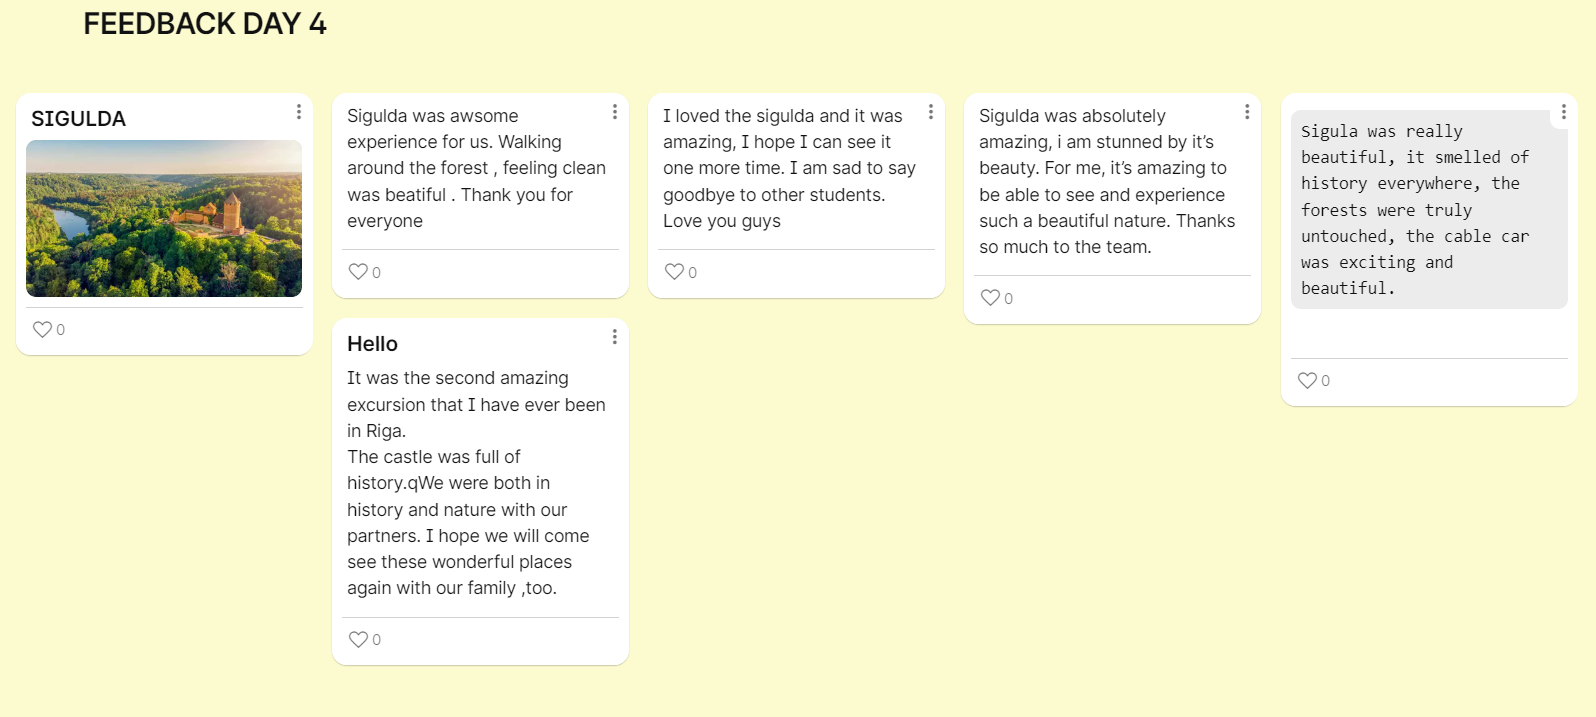 FEEDBACK DAY 4
SIGULDA
0
Sigulda was awsome
experience for us. Walking
around the forest , feeling clean
was beatiful . Thank you for
everyone
0
Hello
It was the second amazing
excursion that I have ever been
in Riga.
The castle was full of
history.qWe were both in
history and nature with our
partners. I hope we will come
see these wonderful places
again with our family ,too.
0
I loved the sigulda and it was
amazing, I hope I can see it
one more time. I am sad to say
goodbye to other students.
Love you guys
0
Sigulda was absolutely
amazing, i am stunned by it’s
beauty. For me, it’s amazing to
be able to see and experience
such a beautiful nature. Thanks
so much to the team.
0
Sigula was really
beautiful, it smelled of
history everywhere, the
forests were truly
untouched, the cable car
was exciting and
beautiful.
0